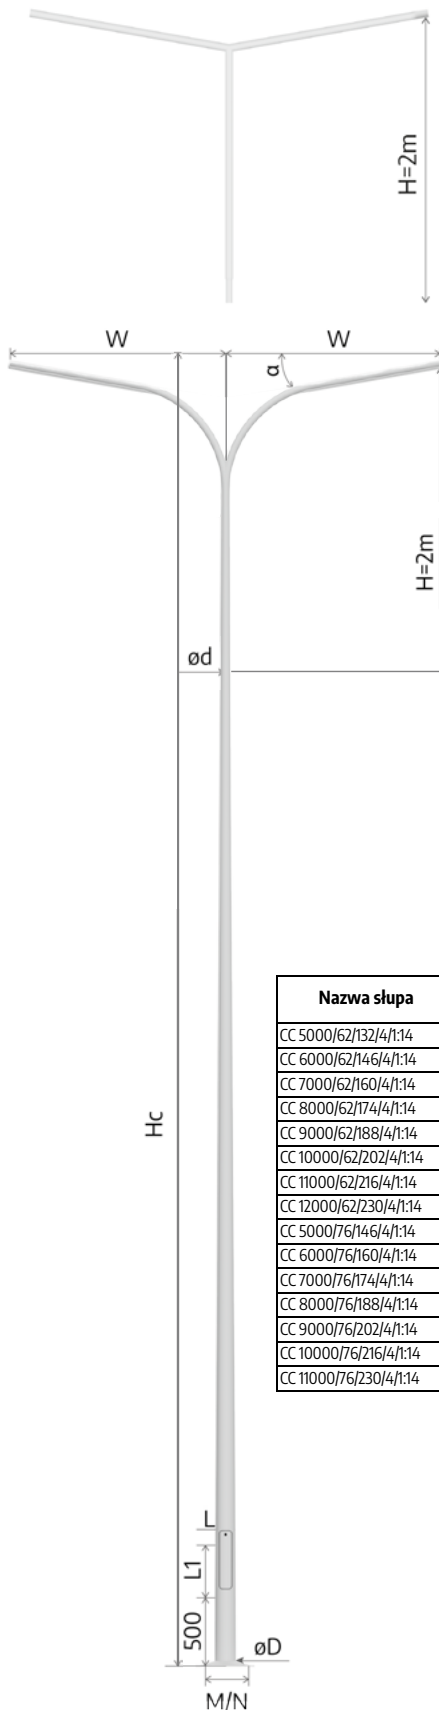 H=2m
W
W
α
H=2m
ød
Hc
Nazwa słupa
CC 5000/62/132/4/1:14
CC 6000/62/146/4/1:14
CC 7000/62/160/4/1:14
CC 8000/62/174/4/1:14
CC 9000/62/188/4/1:14
CC 10000/62/202/4/1:14
CC 11000/62/216/4/1:14
CC 12000/62/230/4/1:14
CC 5000/76/146/4/1:14
CC 6000/76/160/4/1:14
CC 7000/76/174/4/1:14
CC 8000/76/188/4/1:14
CC 9000/76/202/4/1:14
CC 10000/76/216/4/1:14
CC 11000/76/230/4/1:14
L
L1
500
øD
M/N